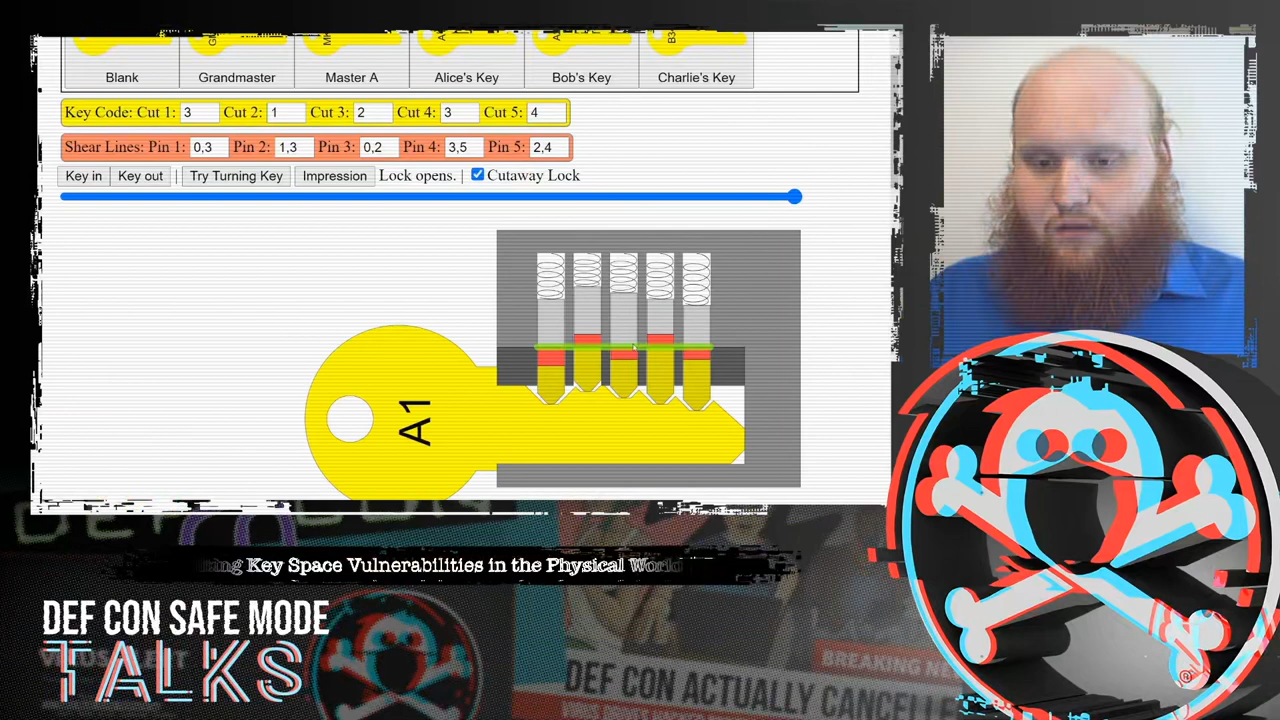 Blank Grandmaster Master A Alice's Key Bob's Key Charlie's Key
Key Code: Cut 1: 3 Cut 2: 1 Cut 3: 2 Cut 4: 3 Cut 5: 4
Shear Lines: Pin 1: 0,3 Pin 2: 1,3 Pin 3: 0,2 Pin 4: 3,5 Pin 5: 2,4
Key in Key out | Try Turning Key Impression Lock opens. | Cutaway Lock
A1
Key Space Vulnerabilities in the Physical World
DEF CON SAFE MODE
TALKS
BREAKING
DEF CON ACTUALLY CANCELLE